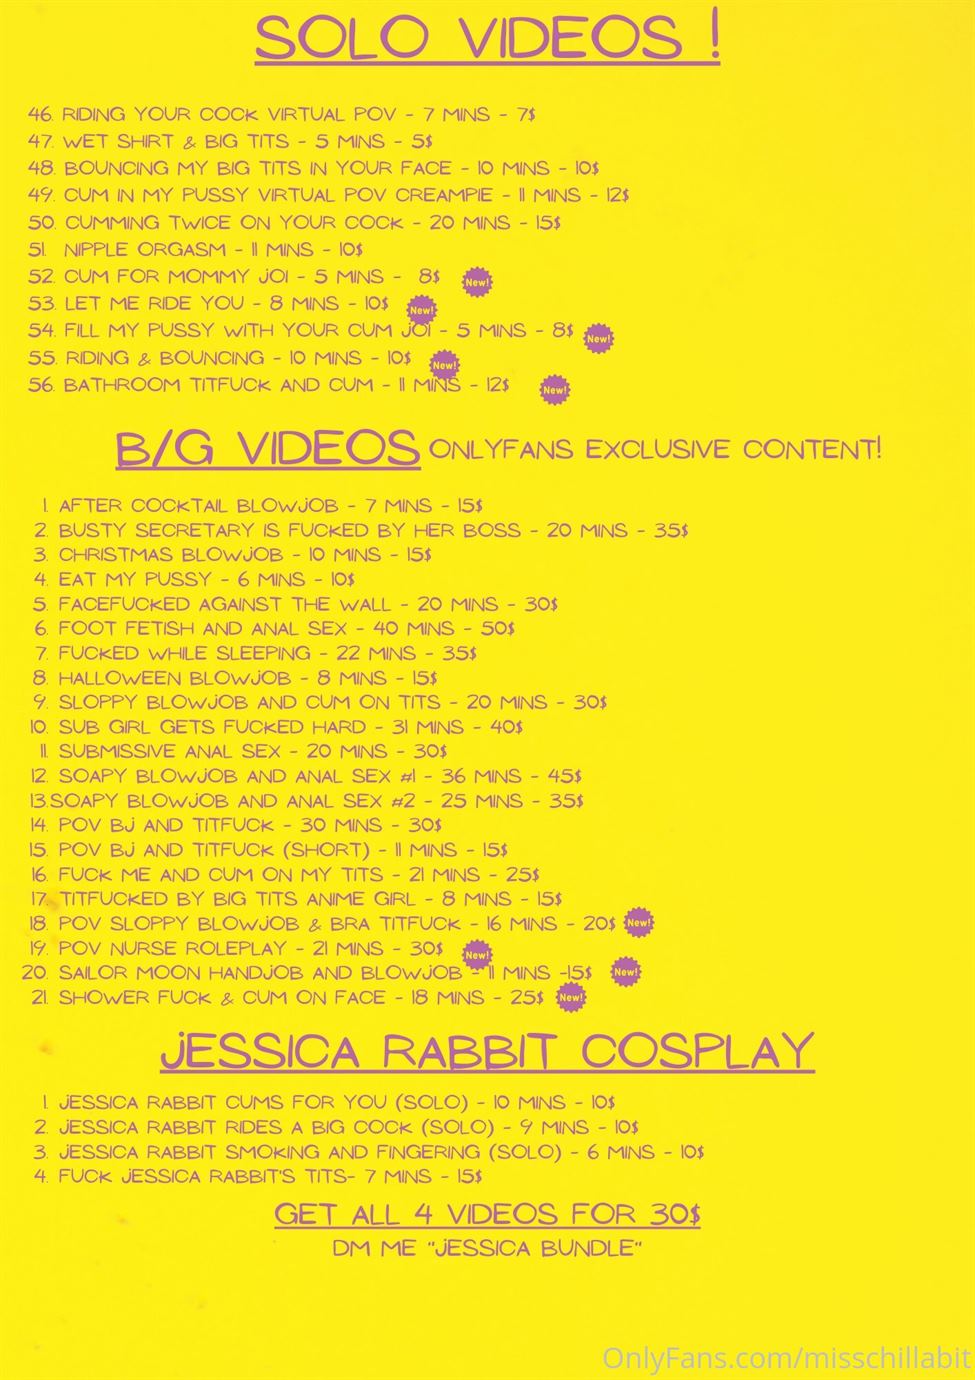 SOLO VIDEOS !
46. RIDING YOUR COCK VIRTUAL POV - 7 MINS - 7$
47. WET SHIRT & BIG TITS - 5 MINS - 5$
48. BOUNCING MY BIG TITS IN YOUR FACE - 10 MINS - 10$
49. CUM IN MY PUSSY VIRTUAL POV CREAMPIE - 11 MINS - 12$
50. CUMMING TWICE ON YOUR COCK - 20 MINS - 15$
51. NIPPLE ORGASM - 11 MINS - 10$
52. CUM FOR MOMMY JOI - 5 MINS - 8$ New!
53. LET ME RIDE YOU - 8 MINS - 10$ New!
54. FILL MY PUSSY WITH YOUR CUM JOI - 5 MINS - 8$ New!
55. RIDING & BOUNCING - 10 MINS - 10$ New!
56. BATHROOM TITFUCK AND CUM - 11 MINS - 12$ New!
B/G VIDEOS ONLYFANS EXCLUSIVE CONTENT!
1. AFTER COCKTAIL BLOWJOB - 7 MINS - 15$
2. BUSTY SECRETARY IS FUCKED BY HER BOSS - 20 MINS - 35$
3. CHRISTMAS BLOWJOB - 10 MINS - 15$
4. EAT MY PUSSY - 6 MINS - 10$
5. FACEFUCKED AGAINST THE WALL - 20 MINS - 30$
6. FOOT FETISH AND ANAL SEX - 40 MINS - 50$
7. FUCKED WHILE SLEEPING - 22 MINS - 35$
8. HALLOWEEN BLOWJOB - 8 MINS - 15$
9. SLOPPY BLOWJOB AND CUM ON TITS - 20 MINS - 30$
10. SUB GIRL GETS FUCKED HARD - 31 MINS - 40$
11. SUBMISSIVE ANAL SEX - 20 MINS - 30$
12. SOAPY BLOWJOB AND ANAL SEX #1 - 36 MINS - 45$
13.SOAPY BLOWJOB AND ANAL SEX #2 - 25 MINS - 35$
14. POV BJ AND TITFUCK - 30 MINS - 30$
15. POV BJ AND TITFUCK (SHORT) - 11 MINS - 15$
16. FUCK ME AND CUM ON MY TITS - 21 MINS - 25$
17. TITFUCKED BY BIG TITS ANIME GIRL - 8 MINS - 15$
18. POV SLOPPY BLOWJOB & BRA TITFUCK - 16 MINS - 20$ New!
19. POV NURSE ROLEPLAY - 21 MINS - 30$ New!
20. SAILOR MOON HANDJOB AND BLOWJOB - 11 MINS -15$ New!
21. SHOWER FUCK & CUM ON FACE - 18 MINS - 25$ New!
JESSICA RABBIT COSPLAY
1. JESSICA RABBIT CUMS FOR YOU (SOLO) - 10 MINS - 10$
2. JESSICA RABBIT RIDES A BIG COCK (SOLO) - 9 MINS - 10$
3. JESSICA RABBIT SMOKING AND FINGERING (SOLO) - 6 MINS - 10$
4. FUCK JESSICA RABBIT'S TITS- 7 MINS - 15$
GET ALL 4 VIDEOS FOR 30$
DM ME "JESSICA BUNDLE"
OnlyFans.com/misschillabit